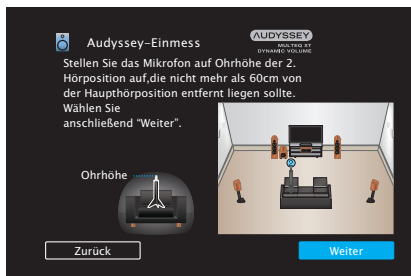 Audyssey-Einmess
AUDYSSEY
MULTEQ XT
DYNAMIC VOLUME
Stellen Sie das Mikrofon auf Ohrhöhe der 2.
Hörposition auf,die nicht mehr als 60cm von
der Haupthörposition entfernt liegen sollte.
Wählen Sie
anschließend “Weiter”.
Ohrhöhe
2
Zurück
Weiter